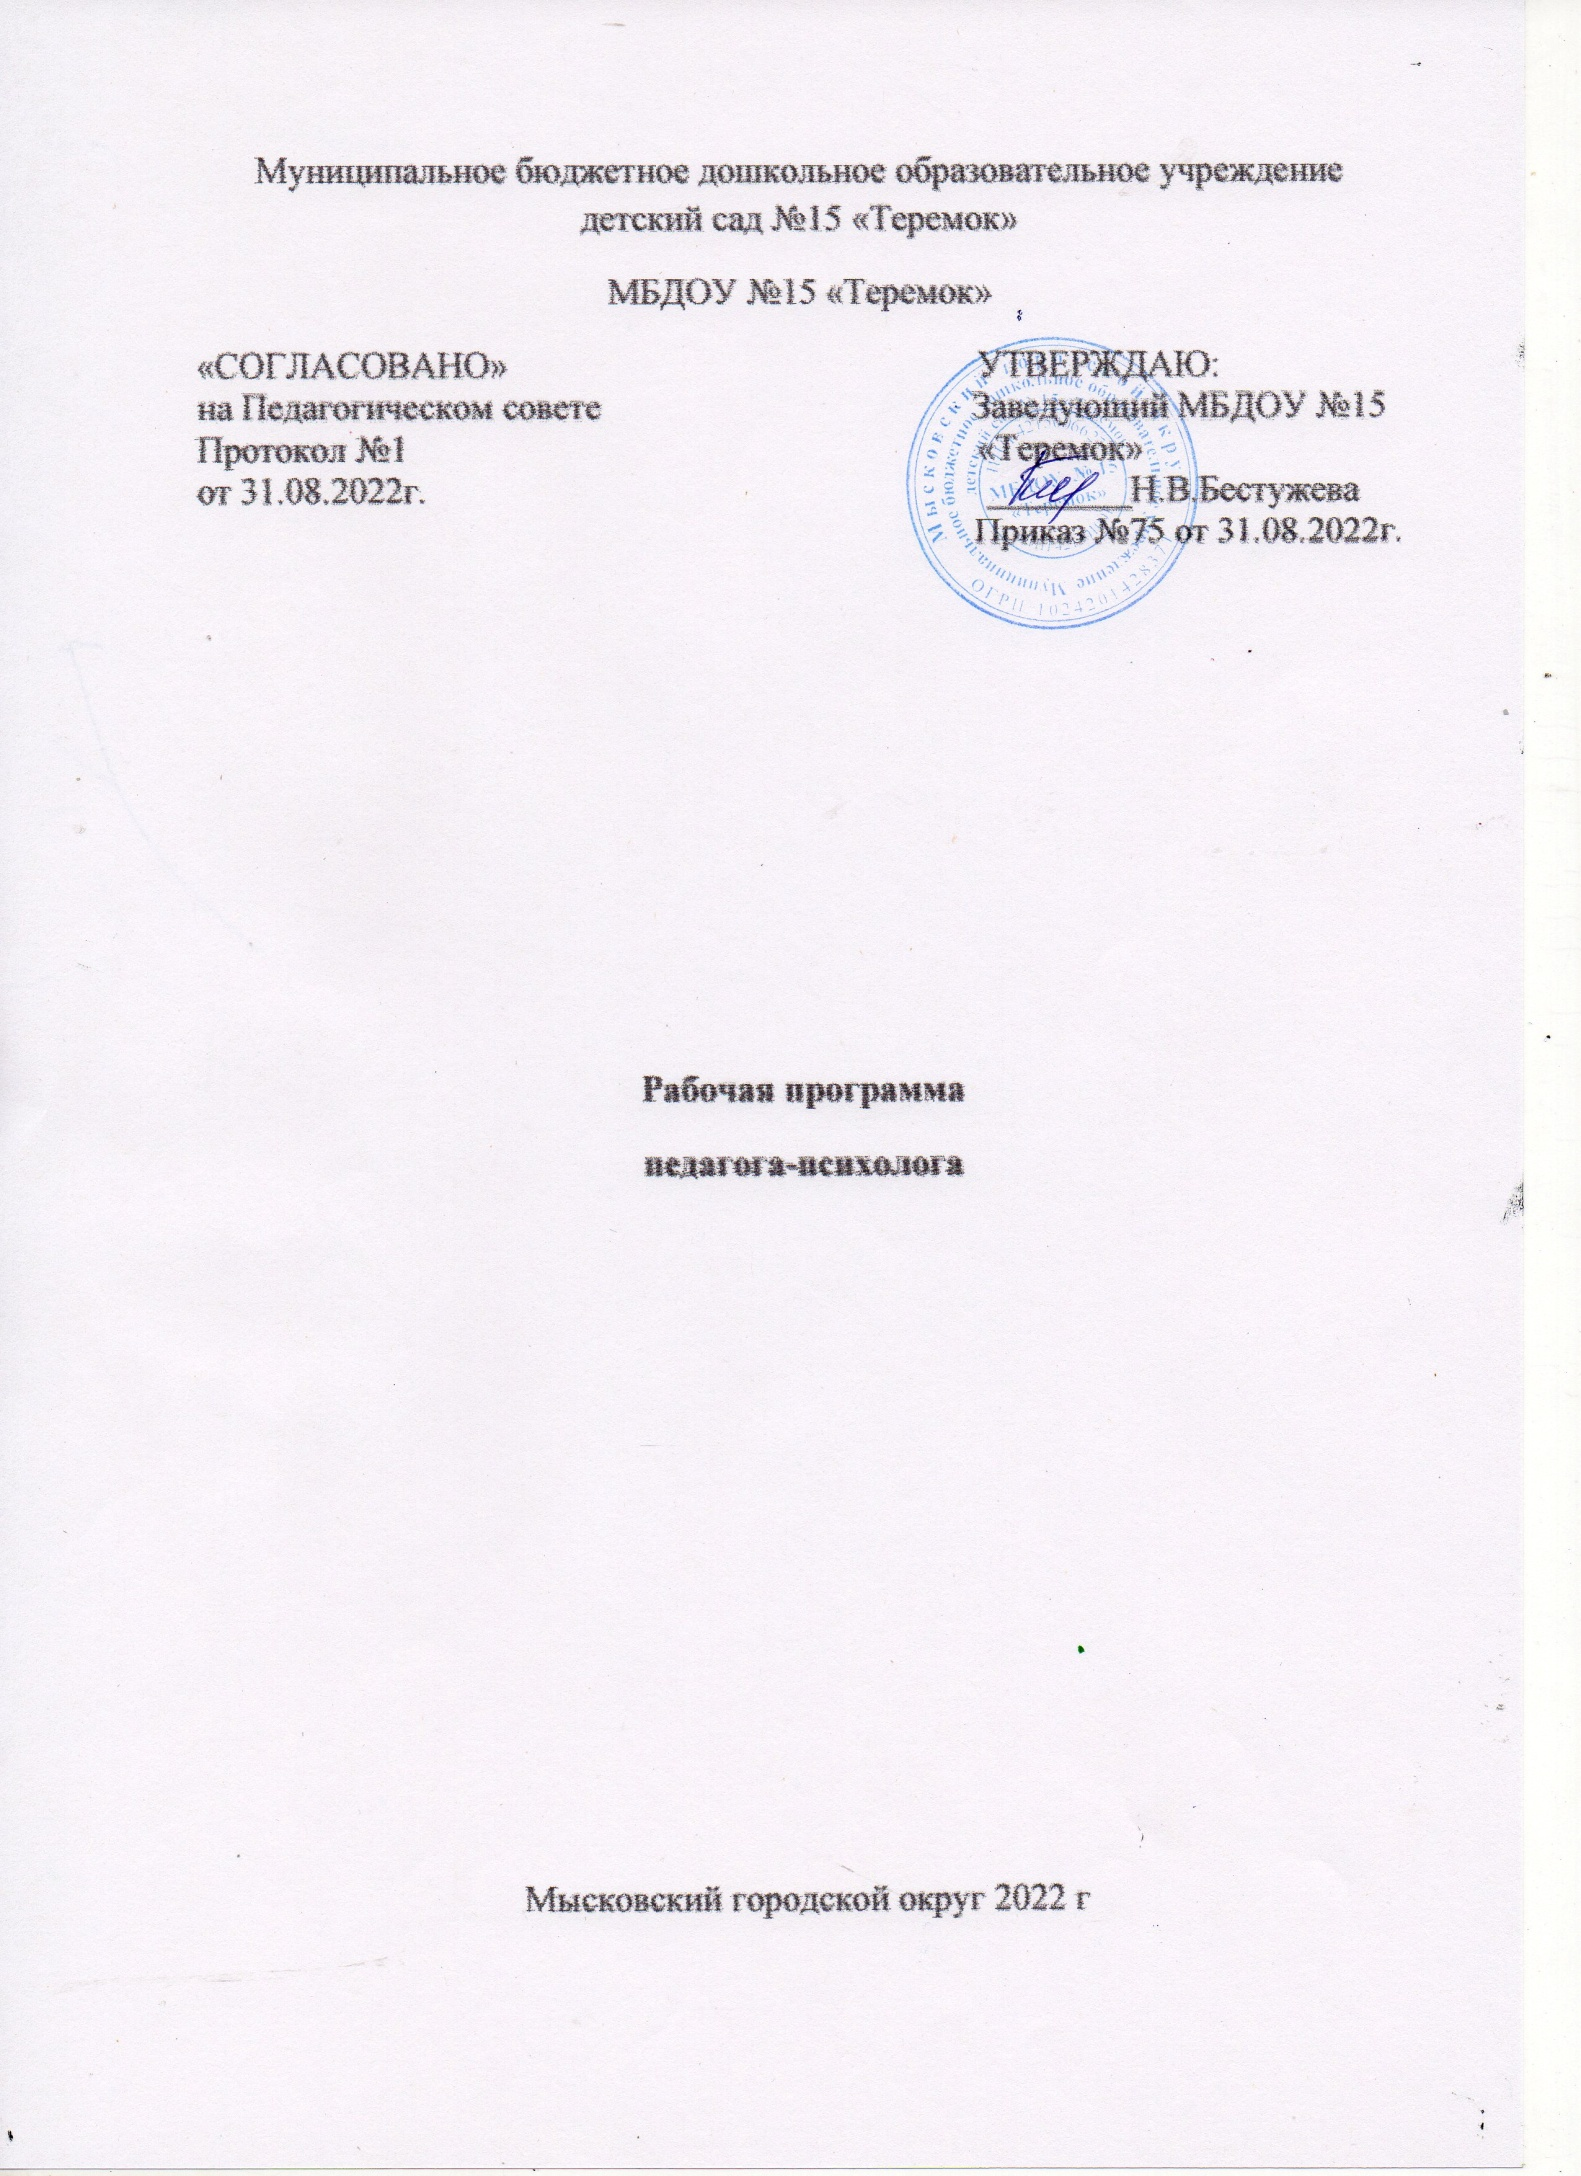 Муниципальное бюджетное дошкольное образовательное учреждение
детский сад №15 «Теремок»
МБДОУ №15 «Теремок»
«СОГЛАСОВАНО»
на Педагогическом совете
Протокол №1
от 31.08.2022г.
УТВЕРЖДАЮ:
Заведующий МБДОУ №15
«Теремок»
Н.В.Бестужева
Приказ №75 от 31.08.2022г.
Рабочая программа
педагога-психолога
Мысковский городской округ 2022 г